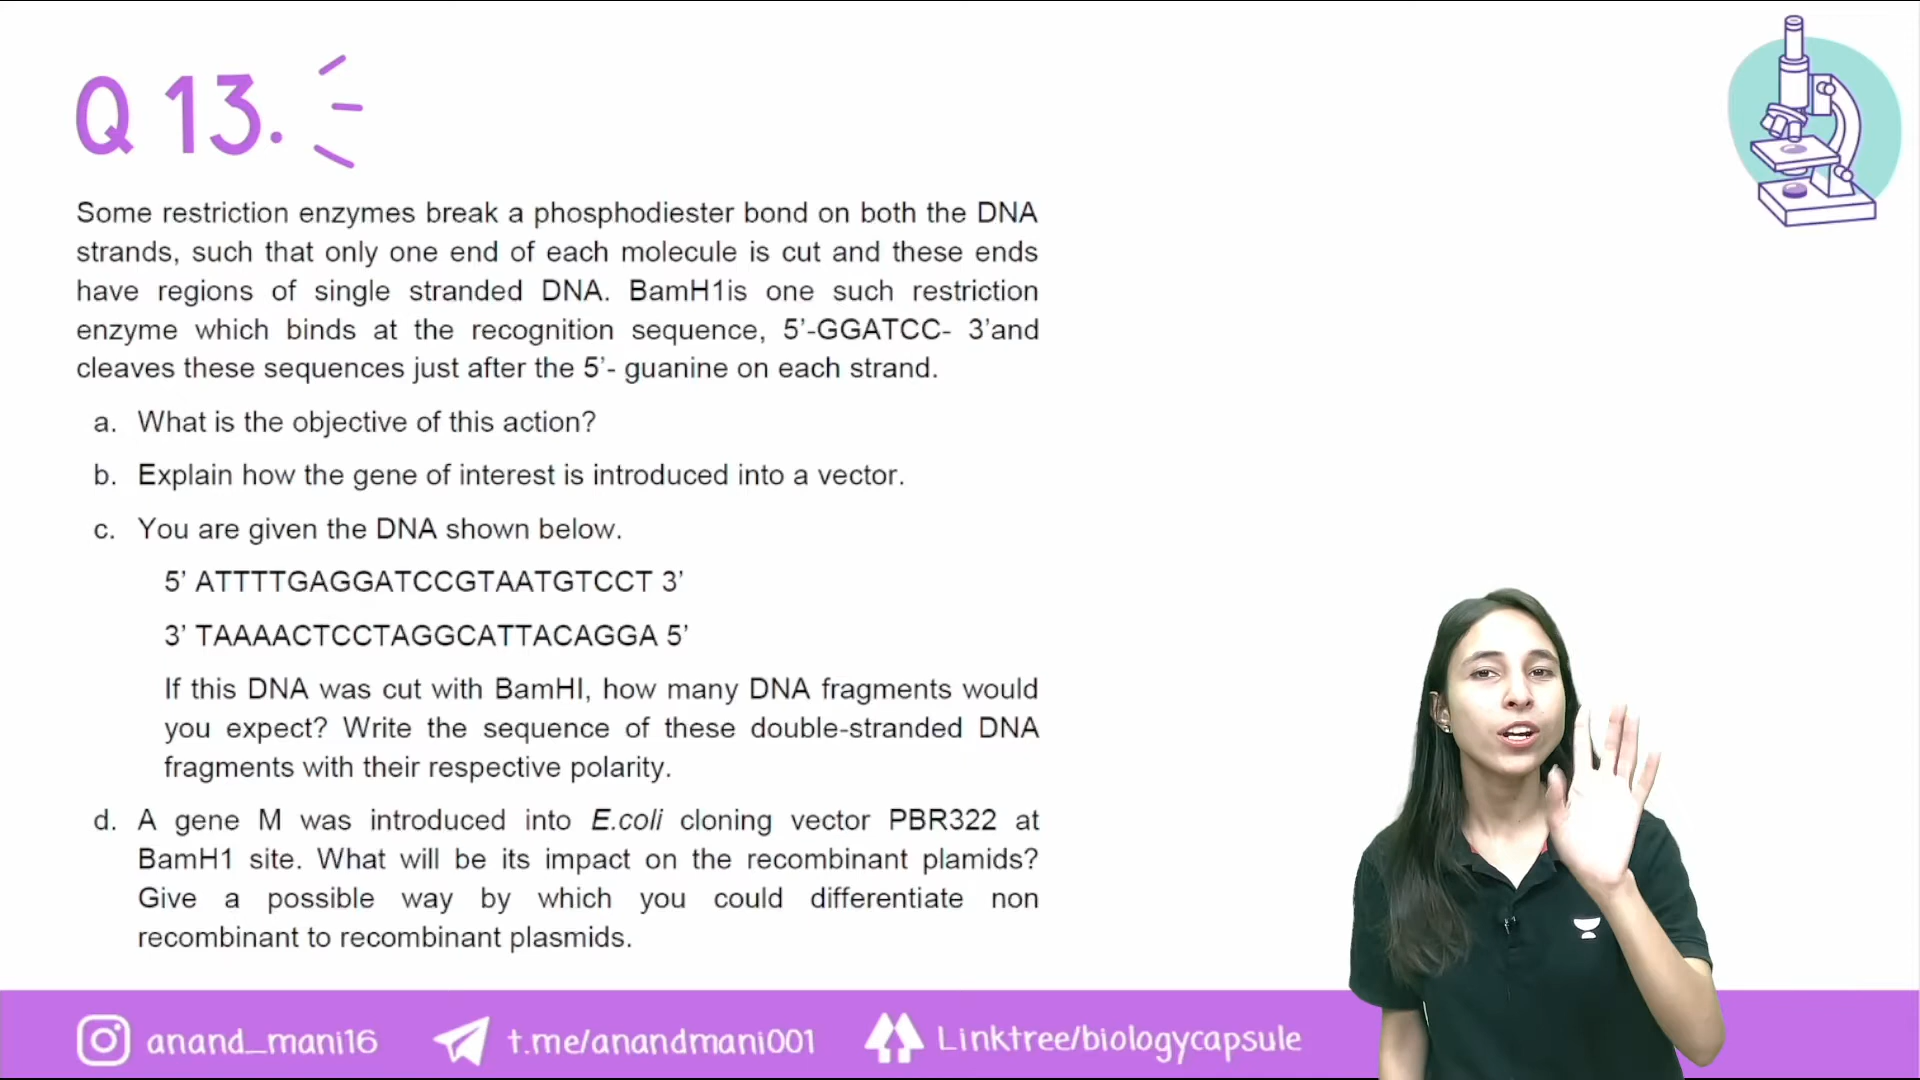 Q 13.
Some restriction enzymes break a phosphodiester bond on both the DNA
strands, such that only one end of each molecule is cut and these ends
have regions of single stranded DNA. BamH1is one such restriction
enzyme which binds at the recognition sequence, 5’-GGATCC- 3’and
cleaves these sequences just after the 5’- guanine on each strand.
a. What is the objective of this action?
b. Explain how the gene of interest is introduced into a vector.
c. You are given the DNA shown below.
5’ ATTTTGAGGATCCGTAATGTCCT 3’
3’ TAAAACTCCTAGGCATTACAGGA 5’
If this DNA was cut with BamHI, how many DNA fragments would
you expect? Write the sequence of these double-stranded DNA
fragments with their respective polarity.
d. A gene M was introduced into E.coli cloning vector PBR322 at
BamH1 site. What will be its impact on the recombinant plamids?
Give a possible way by which you could differentiate non
recombinant to recombinant plasmids.
anand_mani16 t.me/anandmani001 Linktree/biologycapsule